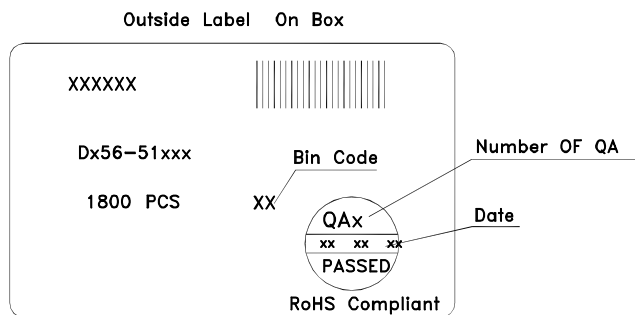 Outside Label On Box
XXXXXX
Dx56-51xxx
Bin Code
Number OF QA
1800 PCS
XX
QAx
Date
xx xx xx
PASSED
RoHS Compliant